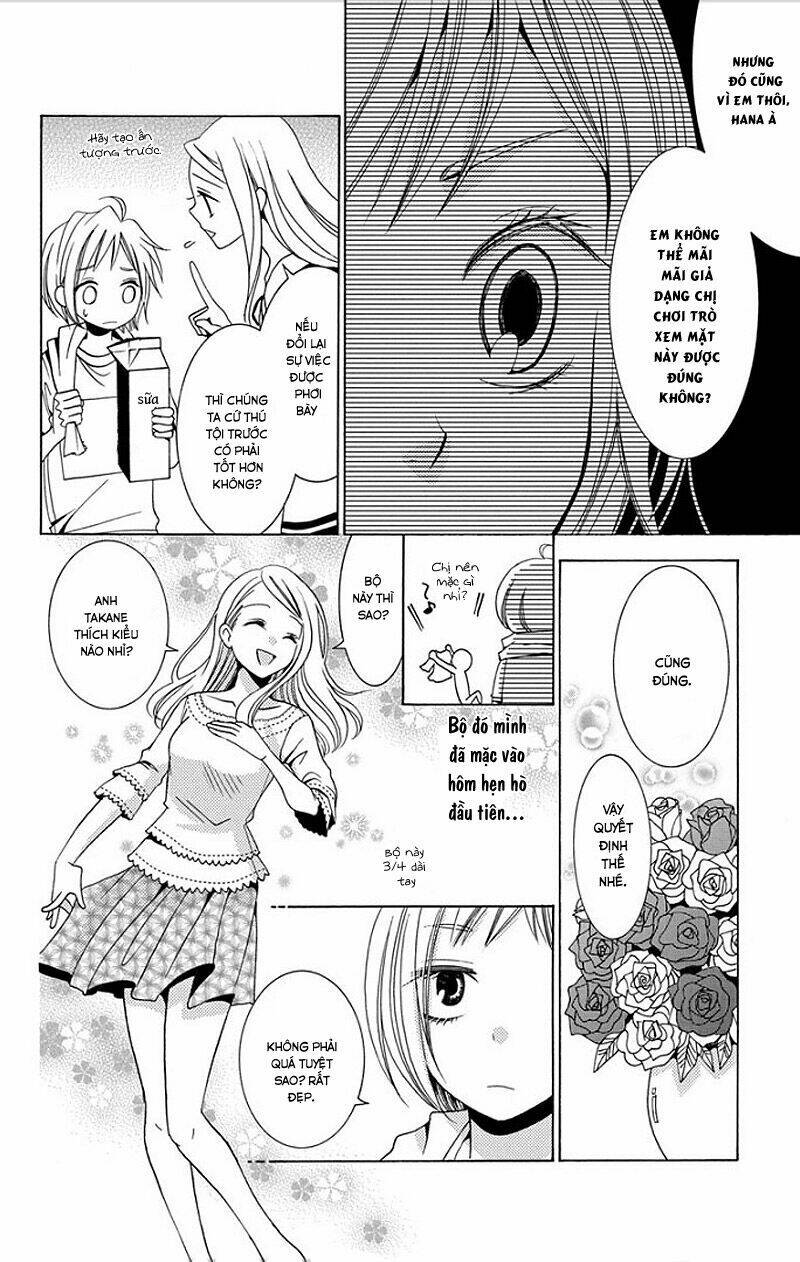 NHƯNG
ĐÓ CŨNG
VÌ EM THÔI,
HANA À
EM KHÔNG
THỂ MÃI
MÃI GIẢ
DẠNG CHỊ
CHƠI TRÒ
XEM MẶT
NÀY ĐƯỢC
ĐÚNG
KHÔNG?
Hãy tạo ấn
tượng trước
NẾU
ĐỔI LẠI
SỰ VIỆC
ĐƯỢC
PHƠI
BÀY
THÌ CHÚNG
TA CỨ THÚ
TỘI TRƯỚC
CÓ PHẢI
TỐT HƠN
KHÔNG?
sữa
CŨNG
ĐÚNG.
VẬY
QUYẾT
ĐỊNH
THẾ
NHÉ.
Chị nên
mặc gì
nhỉ?
BỘ
NÀY THÌ
SAO?
ANH
TAKANE
THÍCH KIỂU
NÀO NHỈ?
Bộ đó mình
đã mặc vào
hôm hẹn hò
đầu tiên...
Bộ này
3/4 dài
tay
KHÔNG PHẢI
QUÁ TUYỆT
SAO? RẤT
ĐẸP.